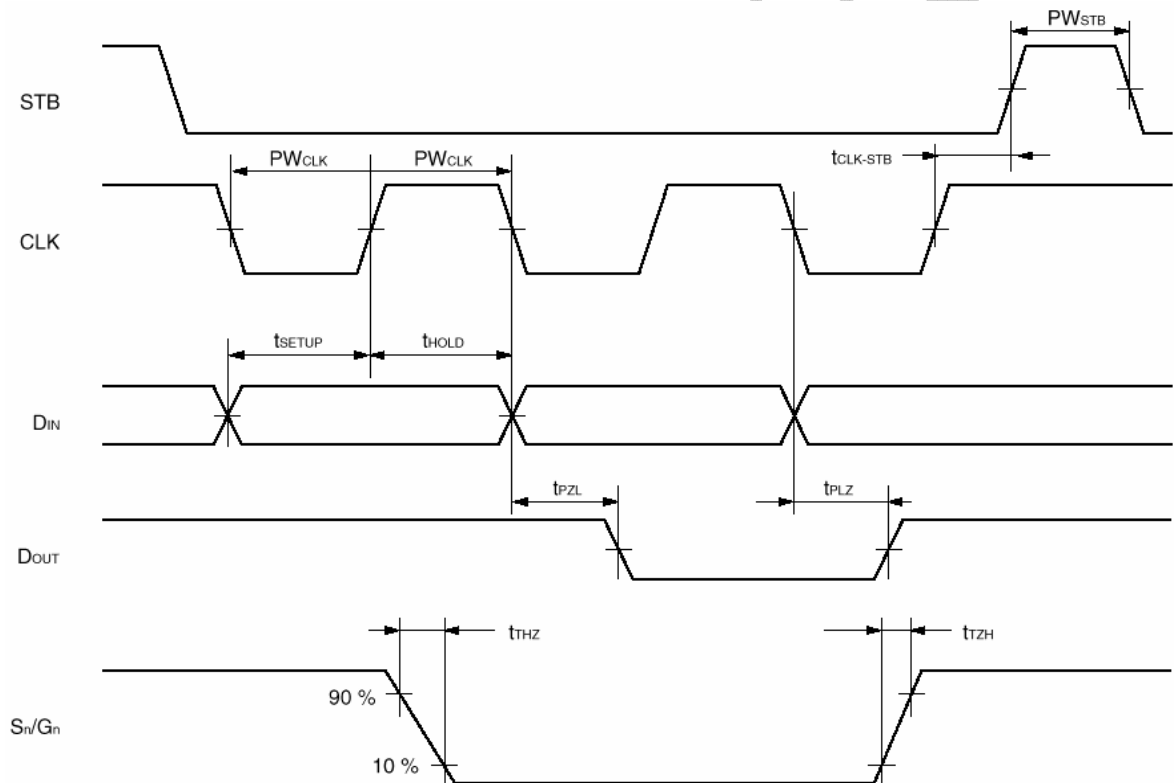 PWSTB
STB
PWCLK PWCLK
tCLK-STB
CLK
tSETUP tHOLD
DIN
tPZL tPLZ
DOUT
tTHZ tTZH
90 %
Sn/Gn
10 %